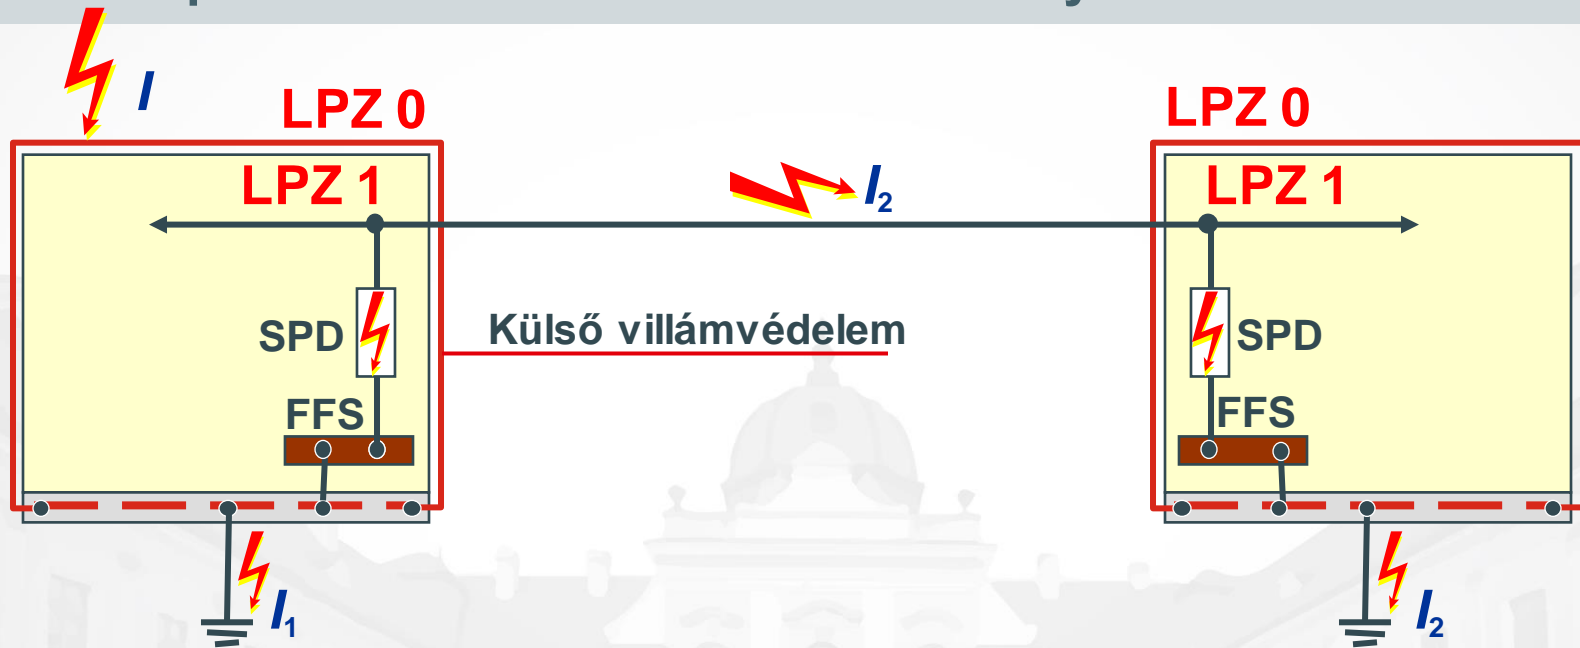 I
LPZ 0
LPZ 0
LPZ 1
LPZ 1
I2
SPD
Külső villámvédelem
SPD
FFS
FFS
I1
I2